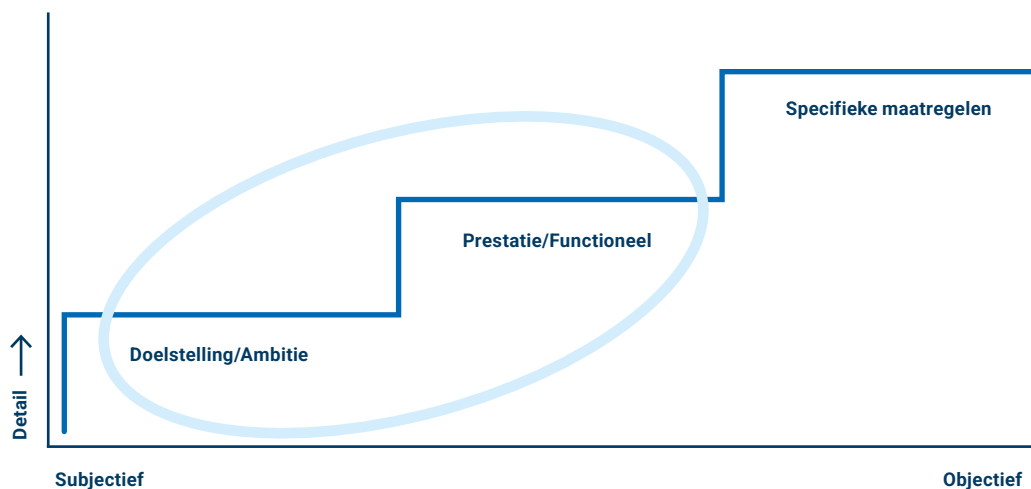 Specifieke maatregelen
Prestatie/Functioneel
Doelstelling/Ambitie
Detail
Subjectief
Objectief